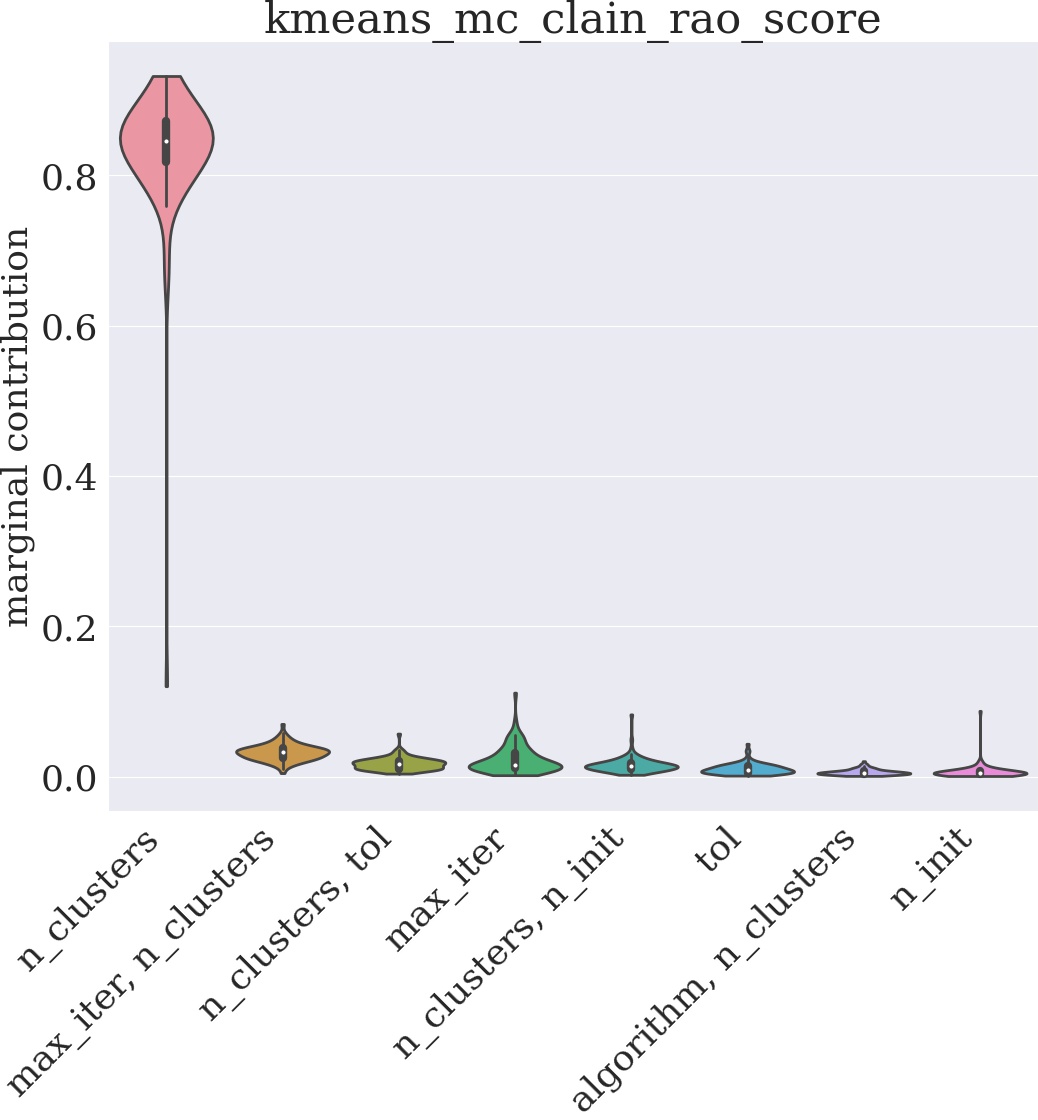 kmeans_mc_clain_rao_score
marginal contribution
0.8
0.6
0.4
0.2
0.0
n_clusters
max_iter, n_clusters
n_clusters, tol
max_iter
n_clusters, n_init
tol
algorithm, n_clusters
n_init